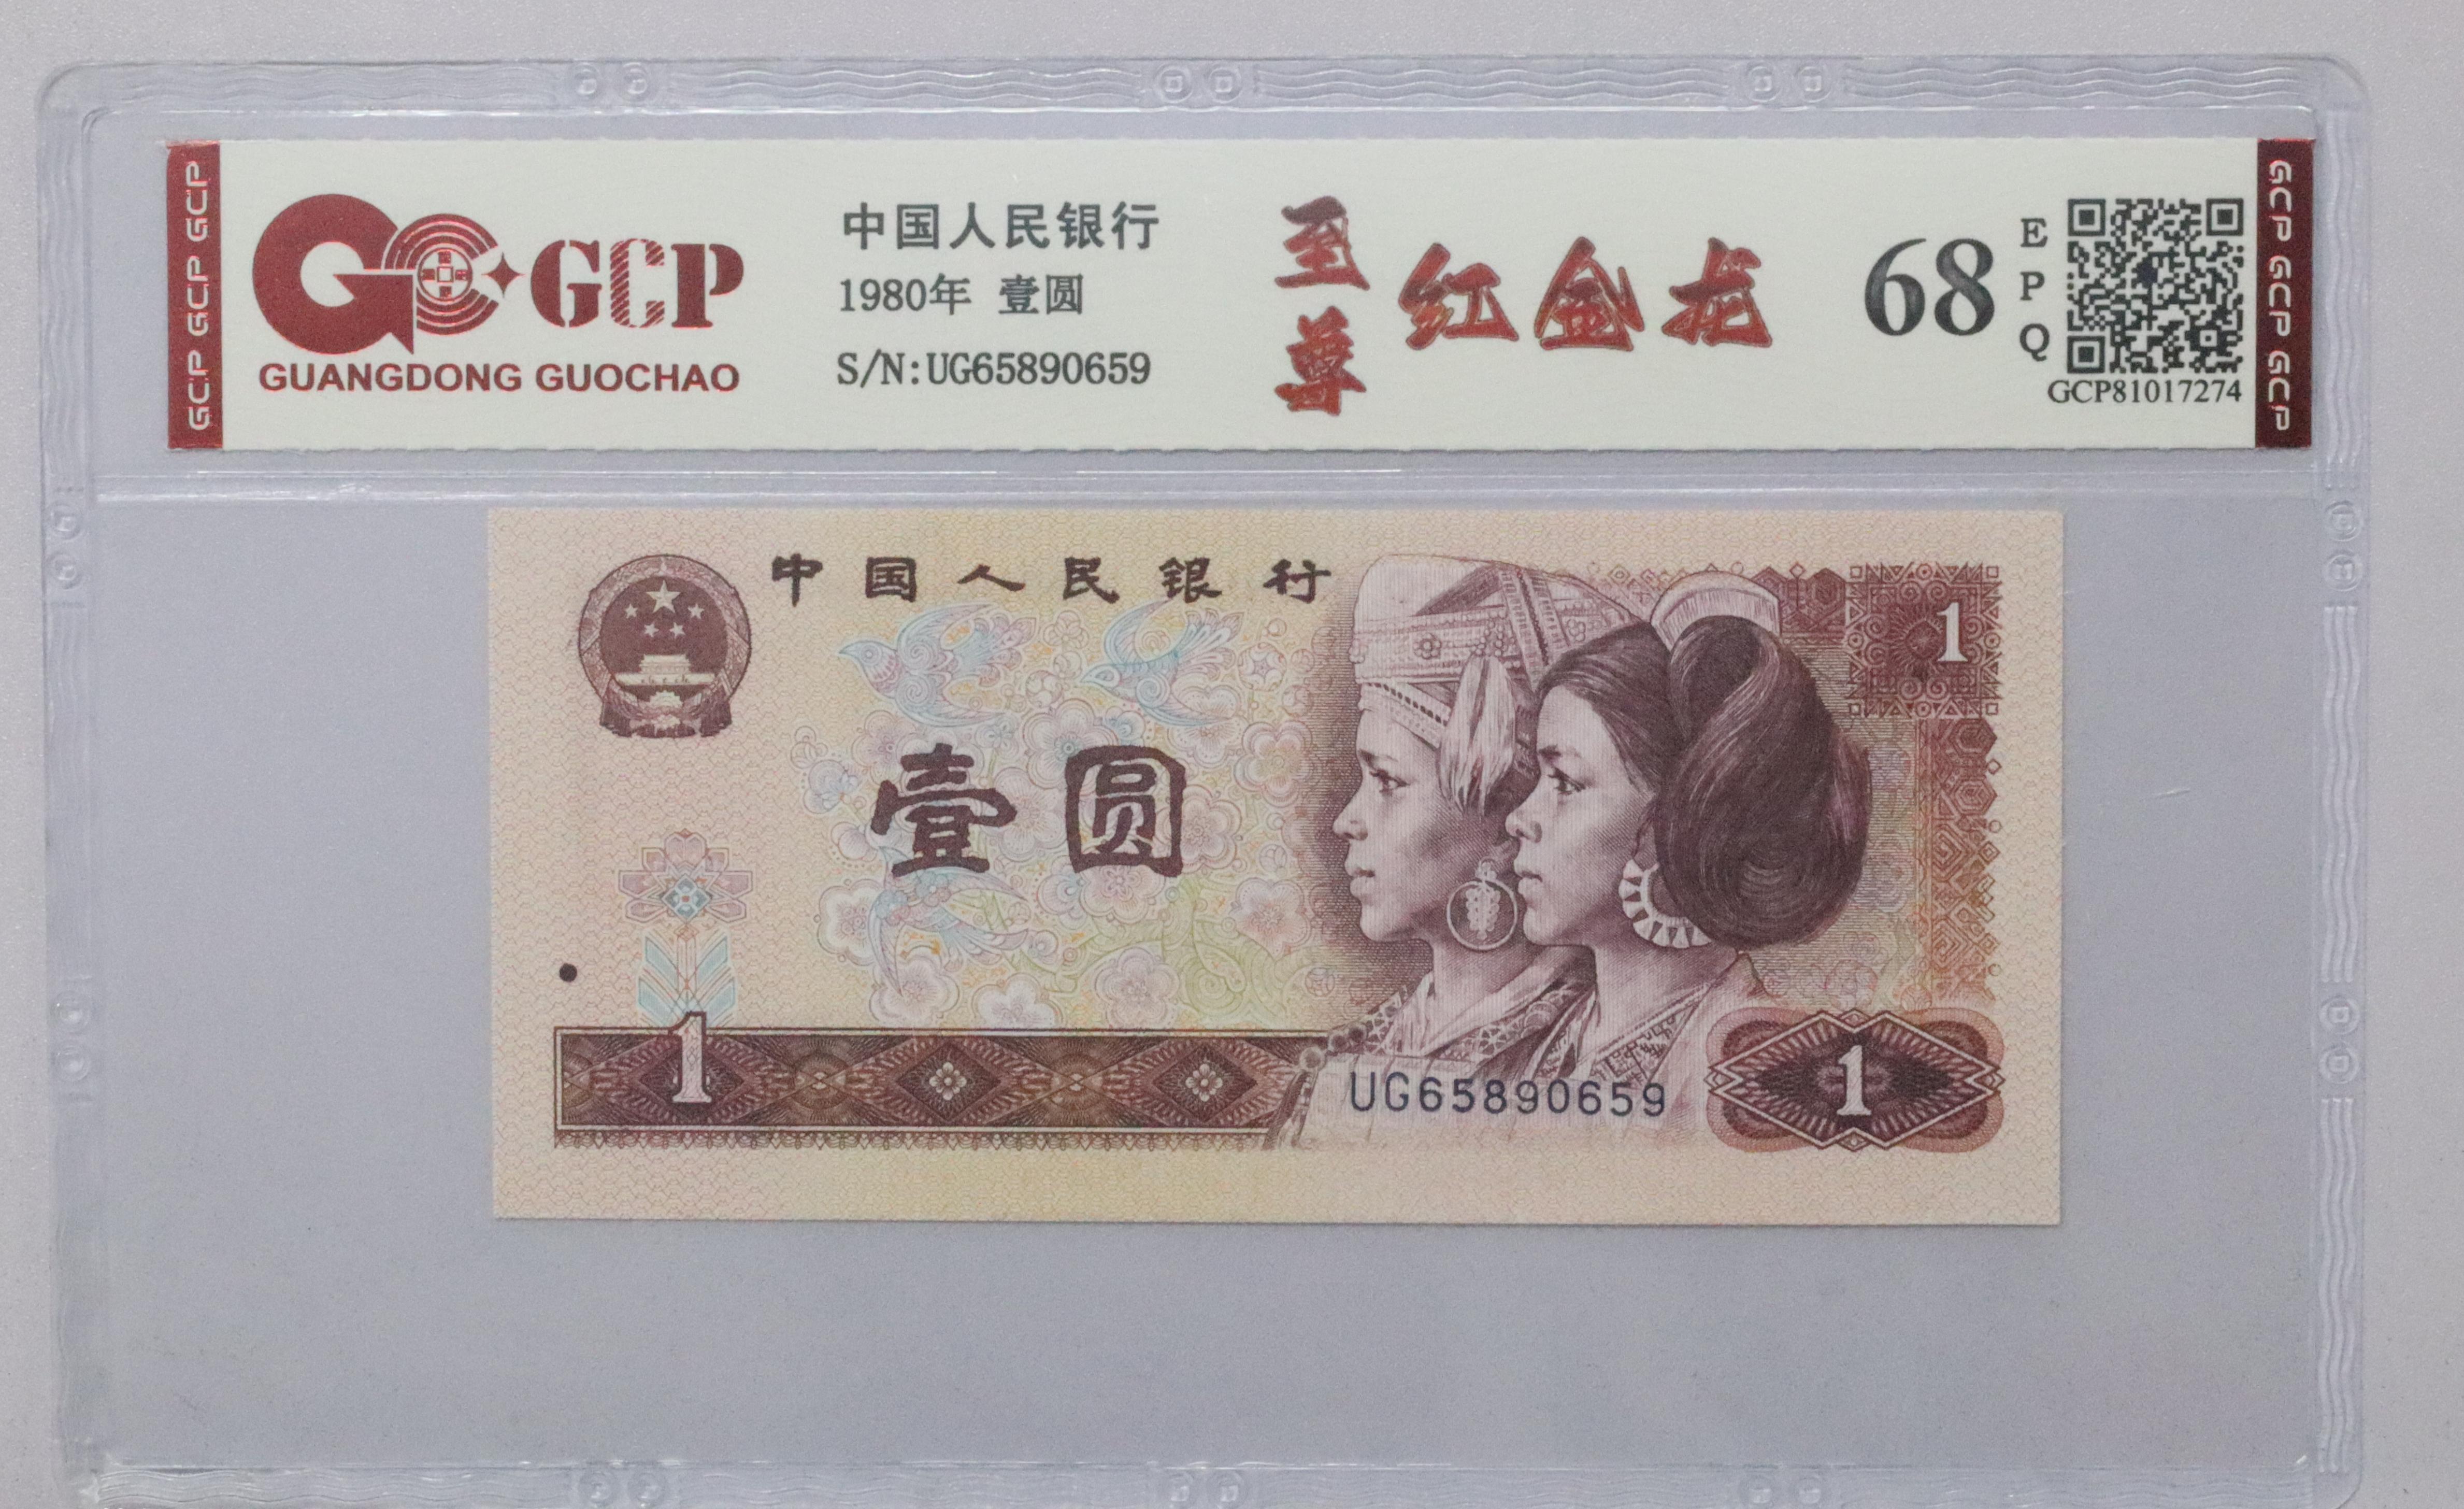 GCP GCP GCP
GCP
GUANGDONG GUOCHAO
中国人民银行
1980年 壹圆
S/N:UG65890659
至尊
红金龙
68
EPQ
GCP81017274
GCP GCP GCP
中国人民银行
1
壹圆
1
UG65890659
1